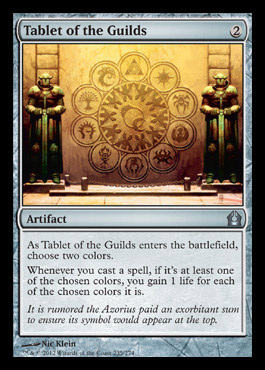 Tablet of the Guilds 2
Artifact
As Tablet of the Guilds enters the battlefield,
choose two colors.
Whenever you cast a spell, if it's at least one
of the chosen colors, you gain 1 life for each
of the chosen colors it is.
It is rumored the Azorius paid an exorbitant sum
to ensure its symbol would appear at the top.
Nic Klein
™ & © 2012 Wizards of the Coast 235/274